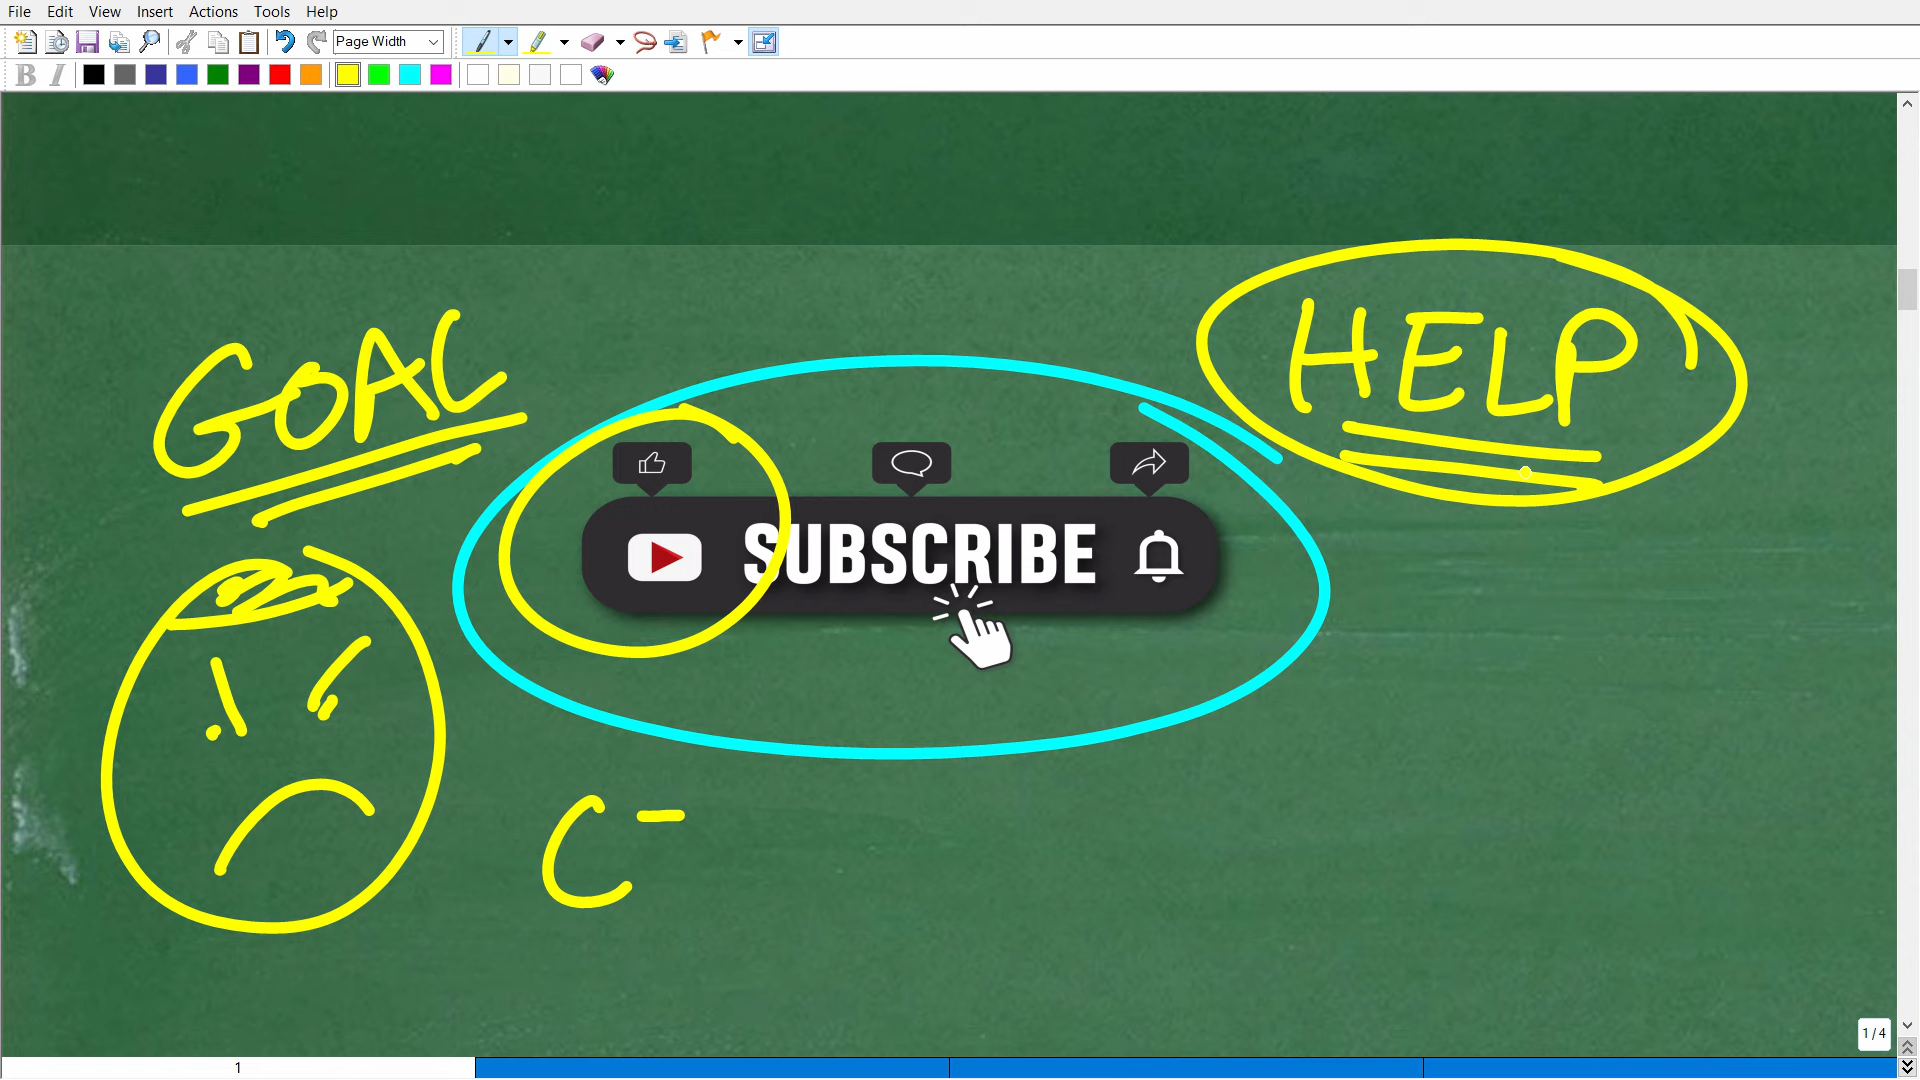 File Edit View Insert Actions Tools Help
Page Width
B I
GOAL
HELP
SUBSCRIBE
C-
1 / 4
1